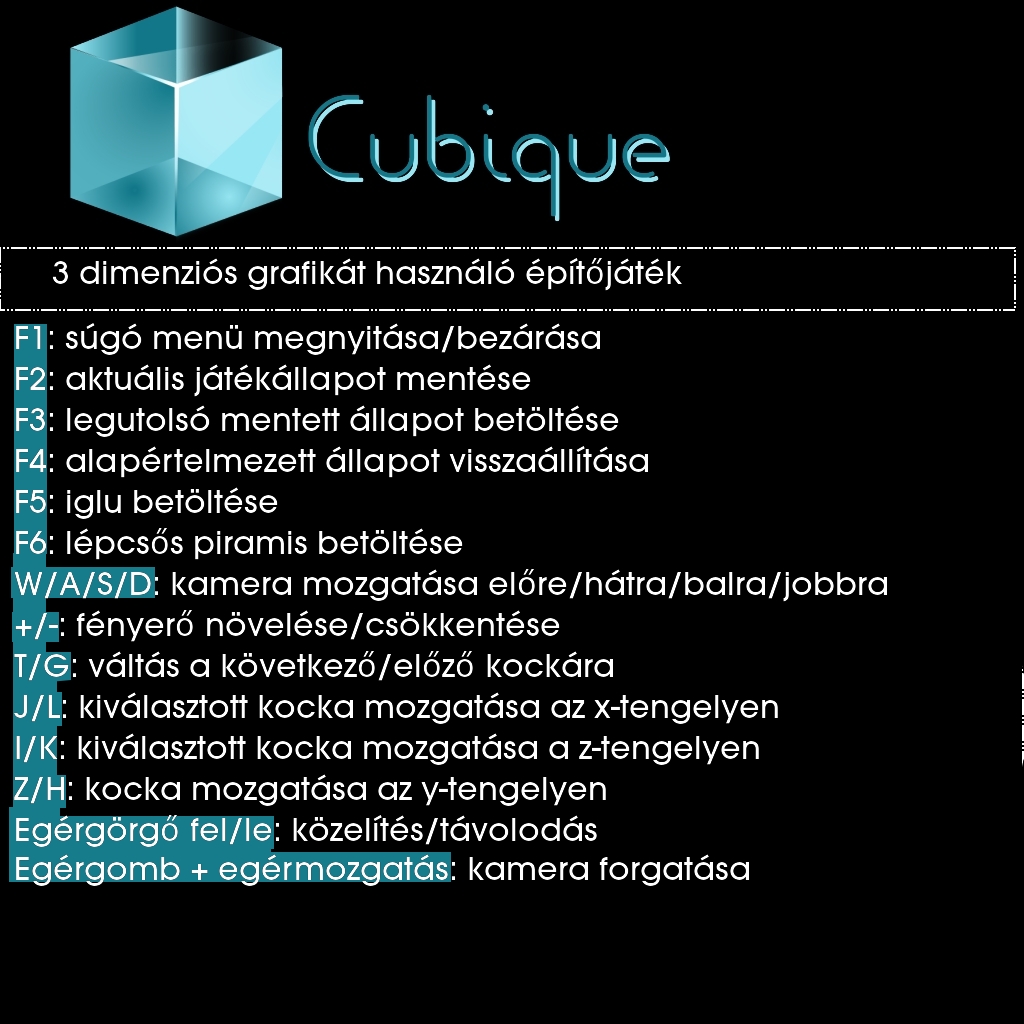 Cubique
3 dimenziós grafikát használó építőjáték
F1: súgó menü megnyitása/bezárása
F2: aktuális játékállapot mentése
F3: legutolsó mentett állapot betöltése
F4: alapértelmezett állapot visszaállítása
F5: iglu betöltése
F6: lépcsős piramis betöltése
W/A/S/D: kamera mozgatása előre/hátra/balra/jobbra
+/-: fényerő növelése/csökkentése
T/G: váltás a következő/előző kockára
J/L: kiválasztott kocka mozgatása az x-tengelyen
I/K: kiválasztott kocka mozgatása a z-tengelyen
Z/H: kocka mozgatása az y-tengelyen
Egérgörgő fel/le: közelítés/távolodás
Egérgomb + egérmozgatás: kamera forgatása